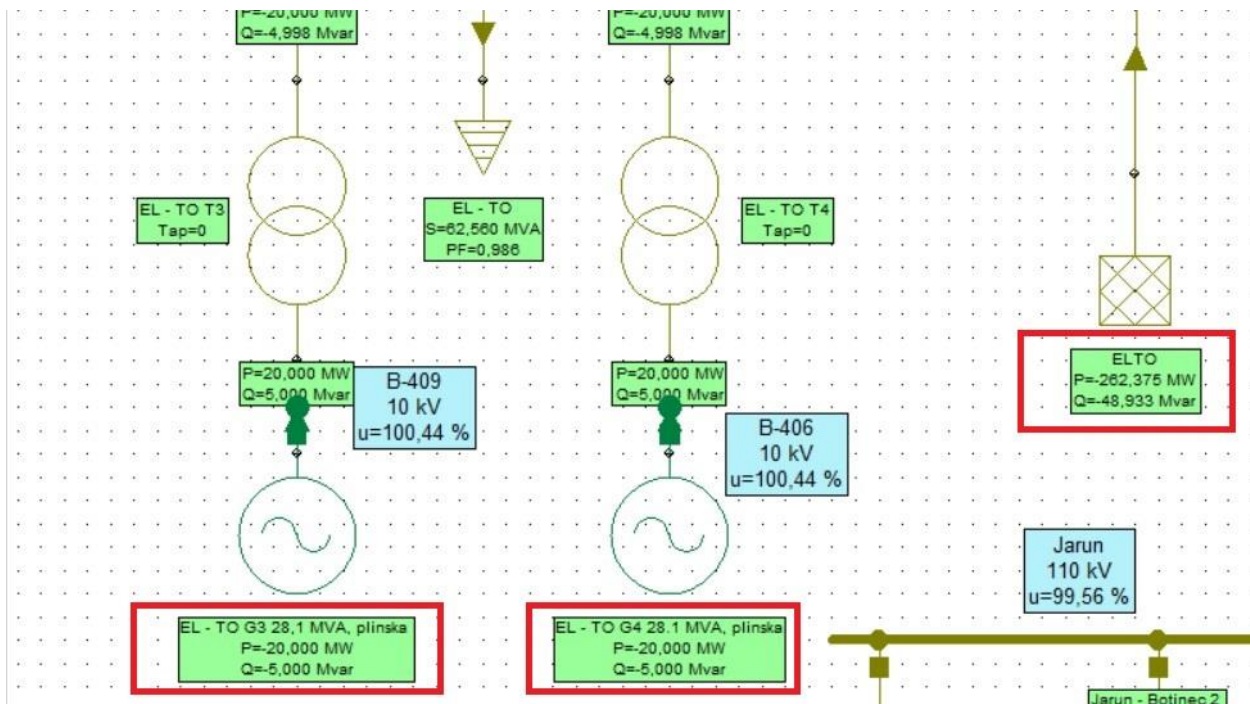 P=-20,000 MW
Q=-4,998 Mvar
P=-20,000 MW
Q=-4,998 Mvar
EL - TO T3
Tap=0
EL - TO
S=62,560 MVA
PF=0,986
EL - TO T4
Tap=0
P=20,000 MW
Q=5,000 Mvar
B-409
10 kV
u=100,44 %
P=20,000 MW
Q=5,000 Mvar
B-406
10 kV
u=100,44 %
ELTO
P=-262,375 MW
Q=-48,933 Mvar
Jarun
110 kV
u=99,56 %
EL - TO G3 28,1 MVA, plinska
P=-20,000 MW
Q=-5,000 Mvar
EL - TO G4 28.1 MVA, plinska
P=-20,000 MW
Q=-5,000 Mvar
Jarun - Botinec 2